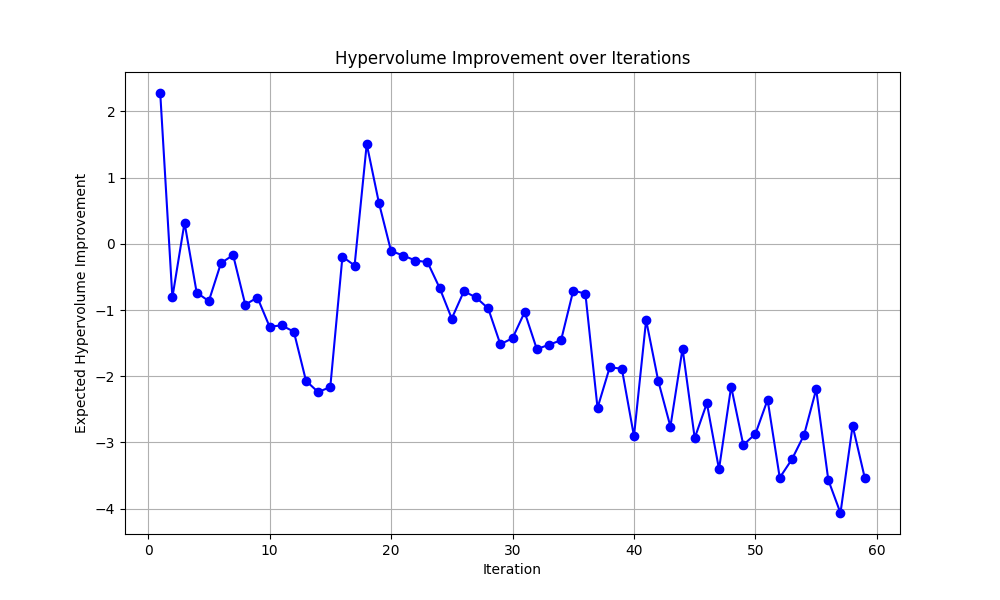 Hypervolume Improvement over Iterations
Expected Hypervolume Improvement
2
1
0
−1
−2
−3
−4
0 10 20 30 40 50 60
Iteration